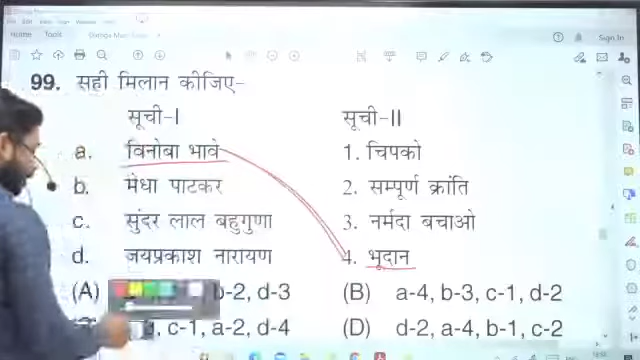 Home Tools Sign In
99. सही मिलान कीजिए-
सूची-I सूची-II
a. विनोबा भावे 1. चिपको
b. मेधा पाटकर 2. सम्पूर्ण क्रांति
c. सुंदर लाल बहुगुणा 3. नर्मदा बचाओ
d. जयप्रकाश नारायण 4. भूदान
(A) b-2, d-3 (B) a-4, b-3, c-1, d-2
c-1, a-2, d-4 (D) d-2, a-4, b-1, c-2